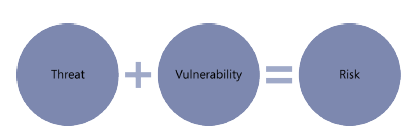 Threat + Vulnerability = Risk